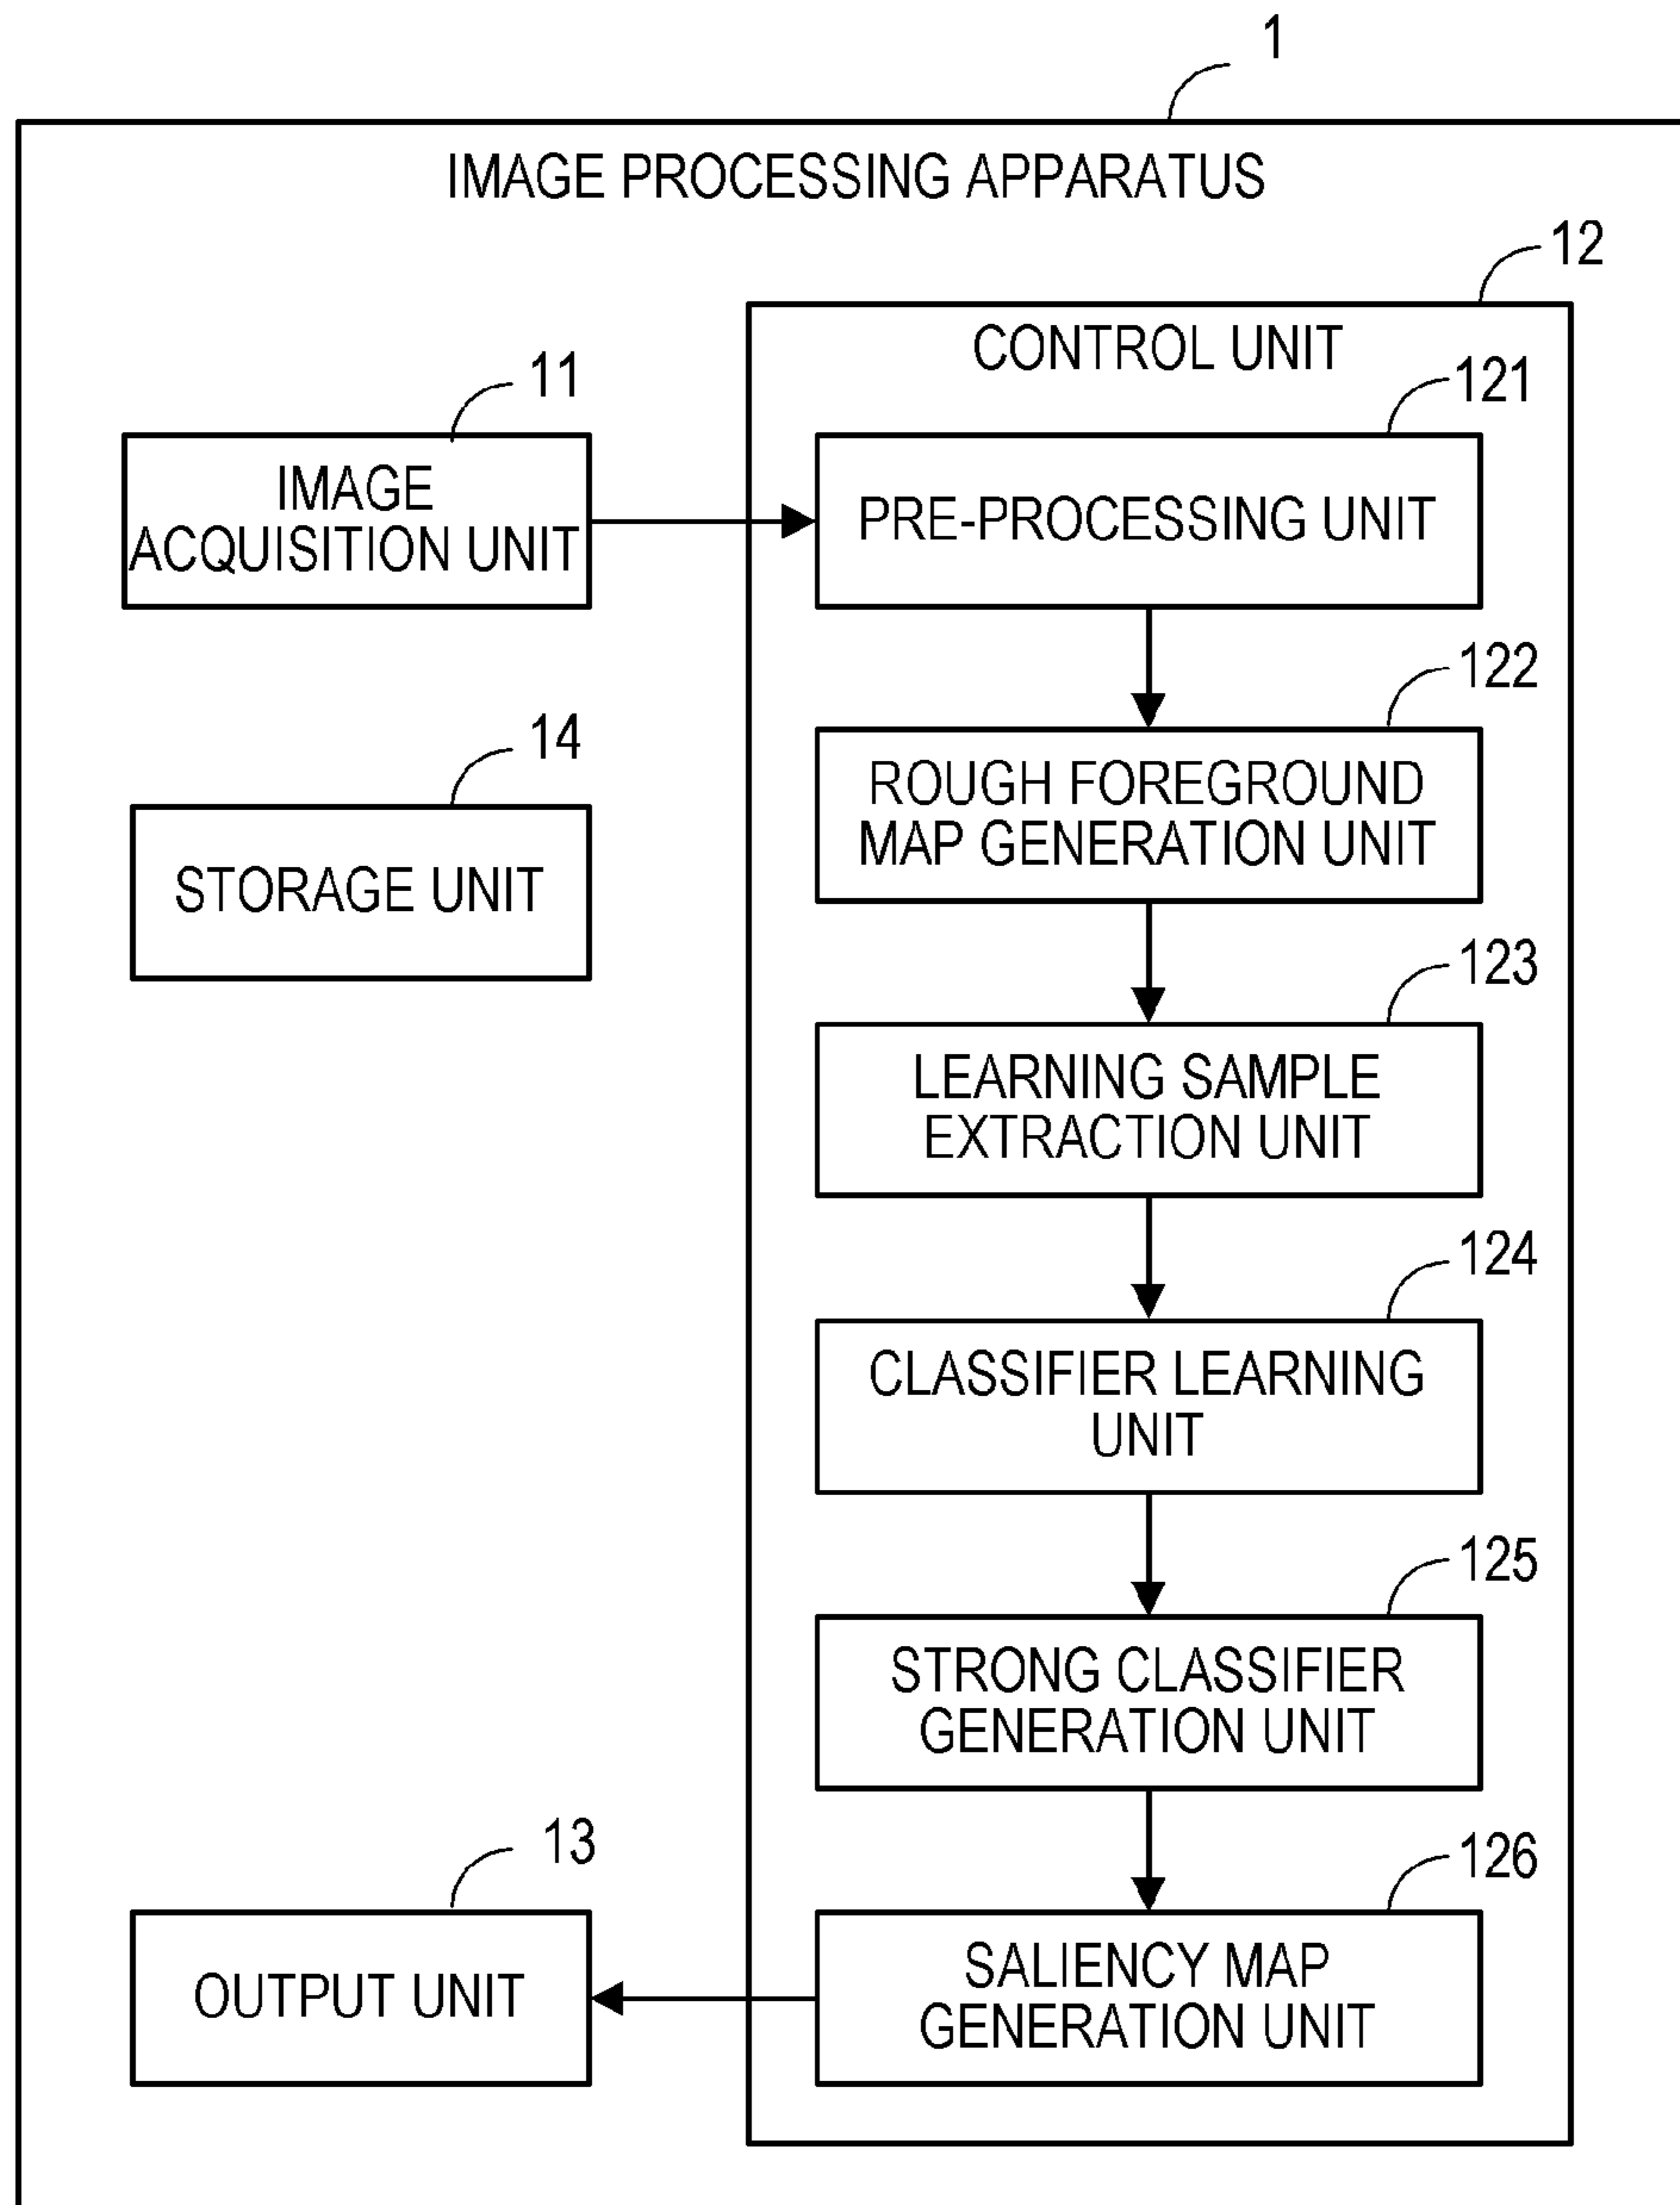 1
IMAGE PROCESSING APPARATUS
12
CONTROL UNIT
11
IMAGE
ACQUISITION UNIT
121
PRE-PROCESSING UNIT
122
ROUGH FOREGROUND
MAP GENERATION UNIT
14
STORAGE UNIT
123
LEARNING SAMPLE
EXTRACTION UNIT
124
CLASSIFIER LEARNING
UNIT
125
STRONG CLASSIFIER
GENERATION UNIT
13
OUTPUT UNIT
126
SALIENCY MAP
GENERATION UNIT